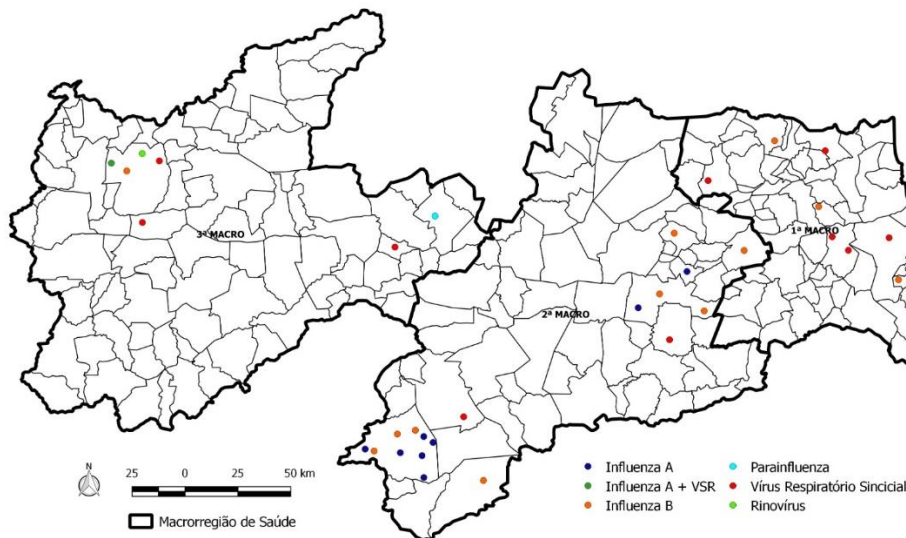 3ª MACRO
1ª MACRO
2ª MACRO
N
25 0 25 50 km
Macrorregião de Saúde
Influenza A
Influenza A + VSR
Influenza B
Parainfluenza
Vírus Respiratório Sincicial
Rinovírus